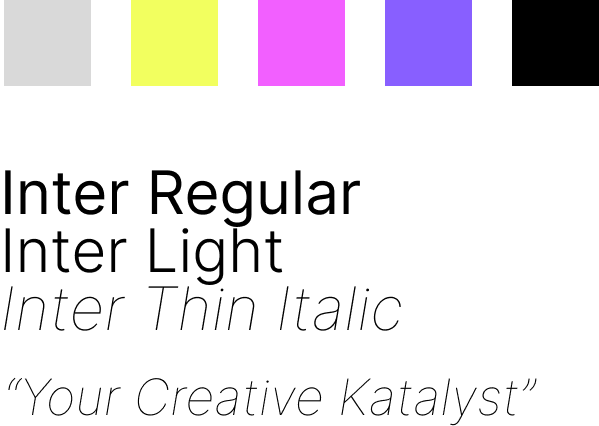 Inter Regular
Inter Light
Inter Thin Italic
“Your Creative Katalyst”